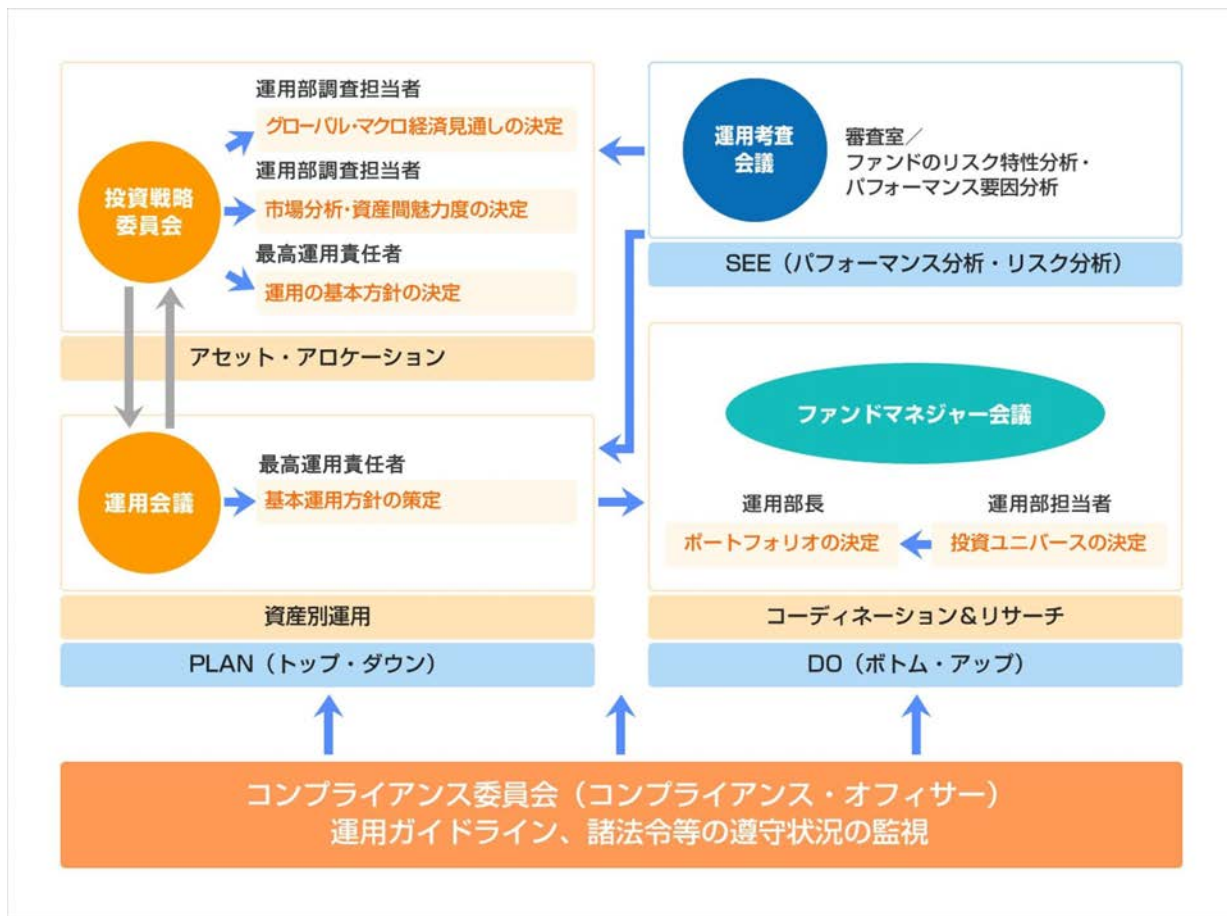 運用部調査担当者
グローバル・マクロ経済見通しの決定
投資戦略
委員会
運用部調査担当者
市場分析・資産間魅力度の決定
最高運用責任者
運用の基本方針の決定
アセット・アロケーション
運用考査
会議
審査室／
ファンドのリスク特性分析・
パフォーマンス要因分析
SEE（パフォーマンス分析・リスク分析）
運用会議
最高運用責任者
基本運用方針の策定
資産別運用
PLAN（トップ・ダウン）
ファンドマネジャー会議
運用部長
ポートフォリオの決定
運用部担当者
投資ユニバースの決定
コーディネーション＆リサーチ
DO（ボトム・アップ）
コンプライアンス委員会（コンプライアンス・オフィサー）
運用ガイドライン、諸法令等の遵守状況の監視